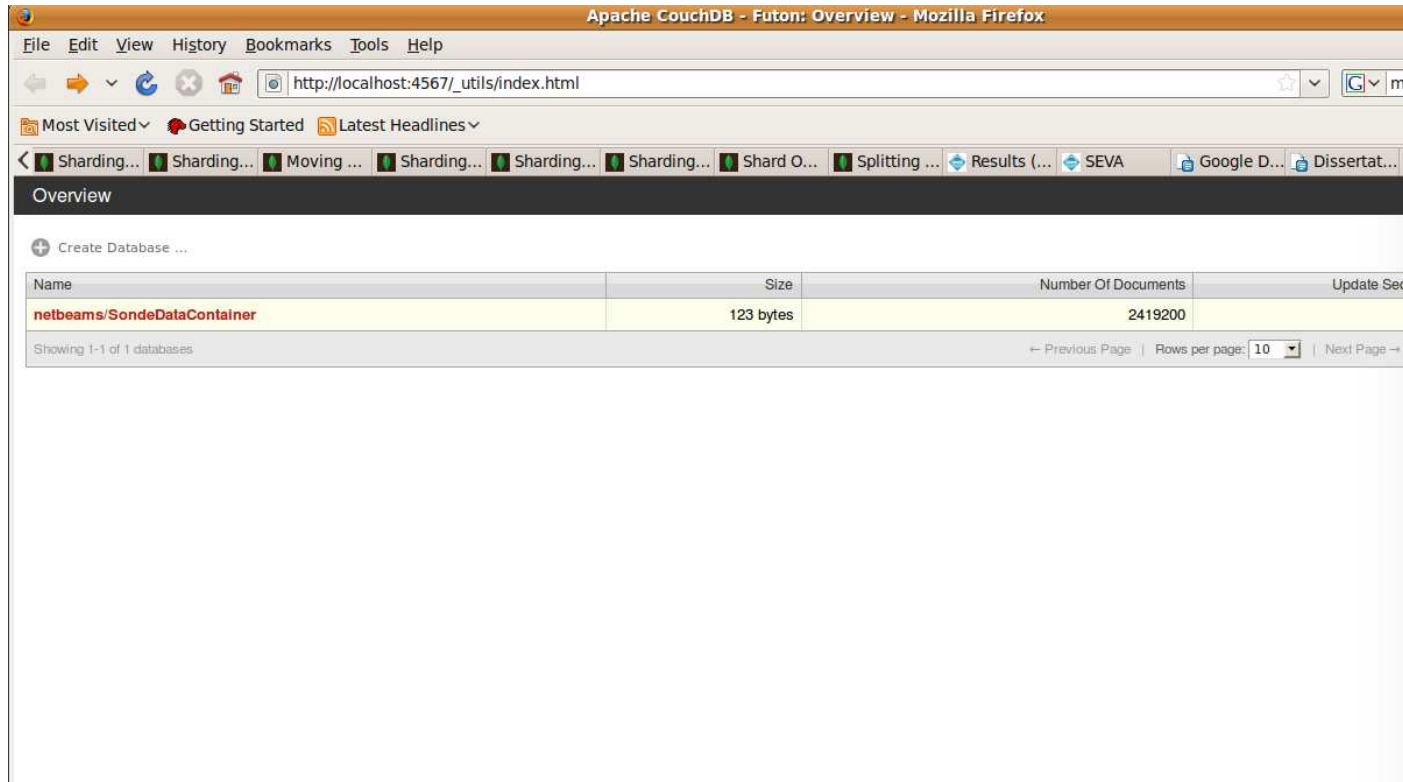 Apache CouchDB - Futon: Overview - Mozilla Firefox
File Edit View History Bookmarks Tools Help
http://localhost:4567/_utils/index.html G m
Most Visited Getting Started Latest Headlines
Sharding... Sharding... Moving ... Sharding... Sharding... Sharding... Shard O... Splitting ... Results (... SEVA Google D... Dissertat...
Overview
Create Database ...
Name Size Number Of Documents Update Seq
netbeams/SondeDataContainer 123 bytes 2419200
Showing 1-1 of 1 databases ← Previous Page | Rows per page: 10 | Next Page →